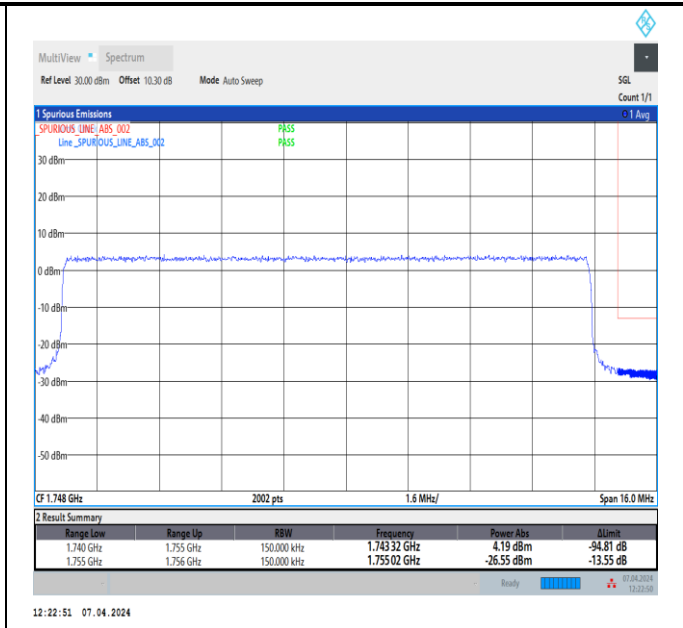 MultiView Spectrum
Ref Level 30.00 dBm Offset 10.30 dB Mode Auto Sweep SGL
Count 1/1
1 Spurious Emissions 1 Avg
_SPURIOUS_LINE_ABS_002 PASS
Line _SPURIOUS_LINE_ABS_002 PASS
30 dBm
20 dBm
10 dBm
0 dBm
-10 dBm
-20 dBm
-30 dBm
-40 dBm
-50 dBm
CF 1.748 GHz 2002 pts 1.6 MHz/ Span 16.0 MHz
2 Result Summary
Range Low Range Up RBW Frequency Power Abs ΔLimit
1.740 GHz 1.755 GHz 150.000 kHz 1.74332 GHz 4.19 dBm -94.81 dB
1.755 GHz 1.756 GHz 150.000 kHz 1.75502 GHz -26.55 dBm -13.55 dB
Ready 07.04.2024
12:22:50
12:22:51 07.04.2024